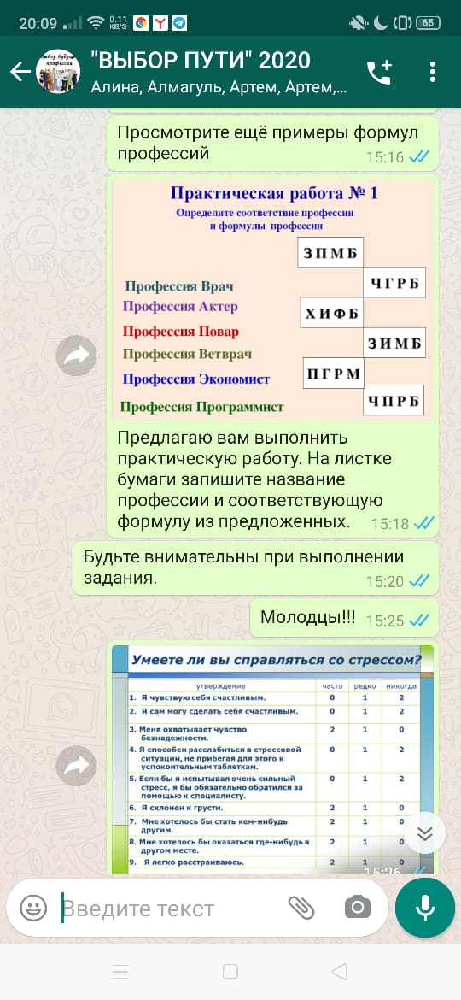 20:09
0.11
KB/S
65
Выбор будущей
профессии
"ВЫБОР ПУТИ" 2020
Алина, Алмагуль, Артем, Артем,...
Просмотрите ещё примеры формул
профессий
15:16
Практическая работа № 1
Определите соответствие профессии
и формулы профессии
ЗПМБ
Профессия Врач
ЧГРБ
Профессия Актер
ХИФБ
Профессия Повар
ЗИМБ
Профессия Ветврач
Профессия Экономист
ПГРМ
Профессия Программист
ЧПРБ
Предлагаю вам выполнить
практическую работу. На листке
бумаги запишите название
профессии и соответствующую
формулу из предложенных.
15:18
Будьте внимательны при выполнении
задания.
15:20
Молодцы!!!
15:25
Умеете ли вы справляться со стрессом?
утверждение часто редко никогда
1. Я чувствую себя счастливым. 0 1 2
2. Я сам могу сделать себя счастливым. 0 1 2
3. Меня охватывает чувство 2 1 0
безнадежности.
4. Я способен расслабиться в стрессовой 0 1 2
ситуации, не прибегая для этого к
успокоительным таблеткам.
5. Если бы я испытывал очень сильный 0 1 2
стресс, я бы обязательно обратился за
помощью к специалисту.
6. Я склонен к грусти. 2 1 0
7. Мне хотелось бы стать кем-нибудь 2 1 0
другим.
8. Мне хотелось бы оказаться где-нибудь в 2 1 0
другом месте.
9. Я легко расстраиваюсь. 2 1 0
15:26
Введите текст